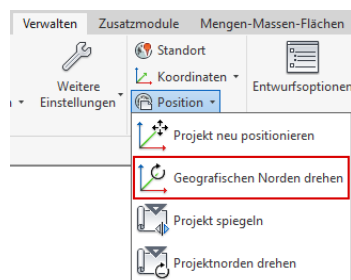 Verwalten Zusatzmodule Mengen-Massen-Flächen
Weitere
Einstellungen
Standort
Koordinaten
Position
Entwurfsoptionen
Projekt neu positionieren
Geografischen Norden drehen
Projekt spiegeln
Projektnorden drehen